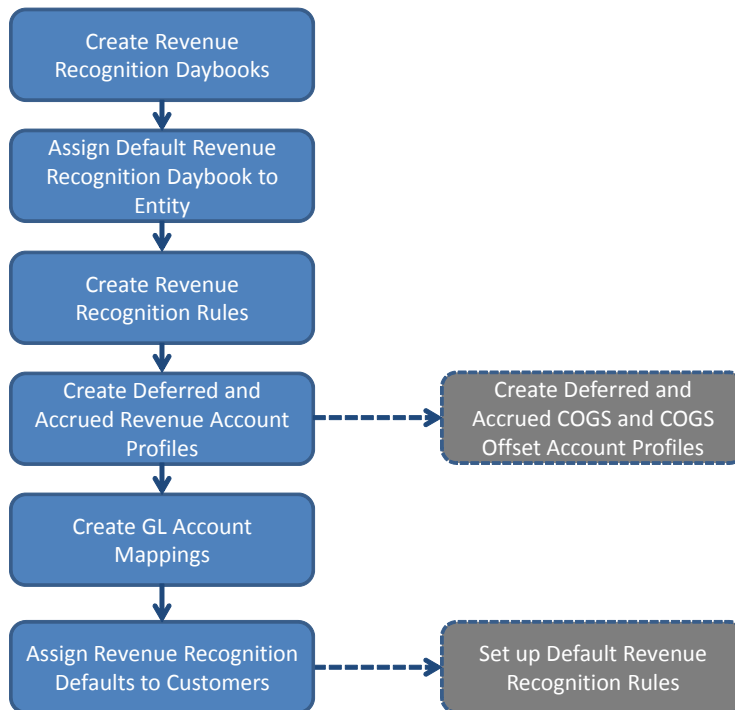 Create Revenue
Recognition Daybooks
Assign Default Revenue
Recognition Daybook to
Entity
Create Revenue
Recognition Rules
Create Deferred and
Accrued Revenue Account
Profiles
Create Deferred and
Accrued COGS and COGS
Offset Account Profiles
Create GL Account
Mappings
Assign Revenue Recognition
Defaults to Customers
Set up Default Revenue
Recognition Rules